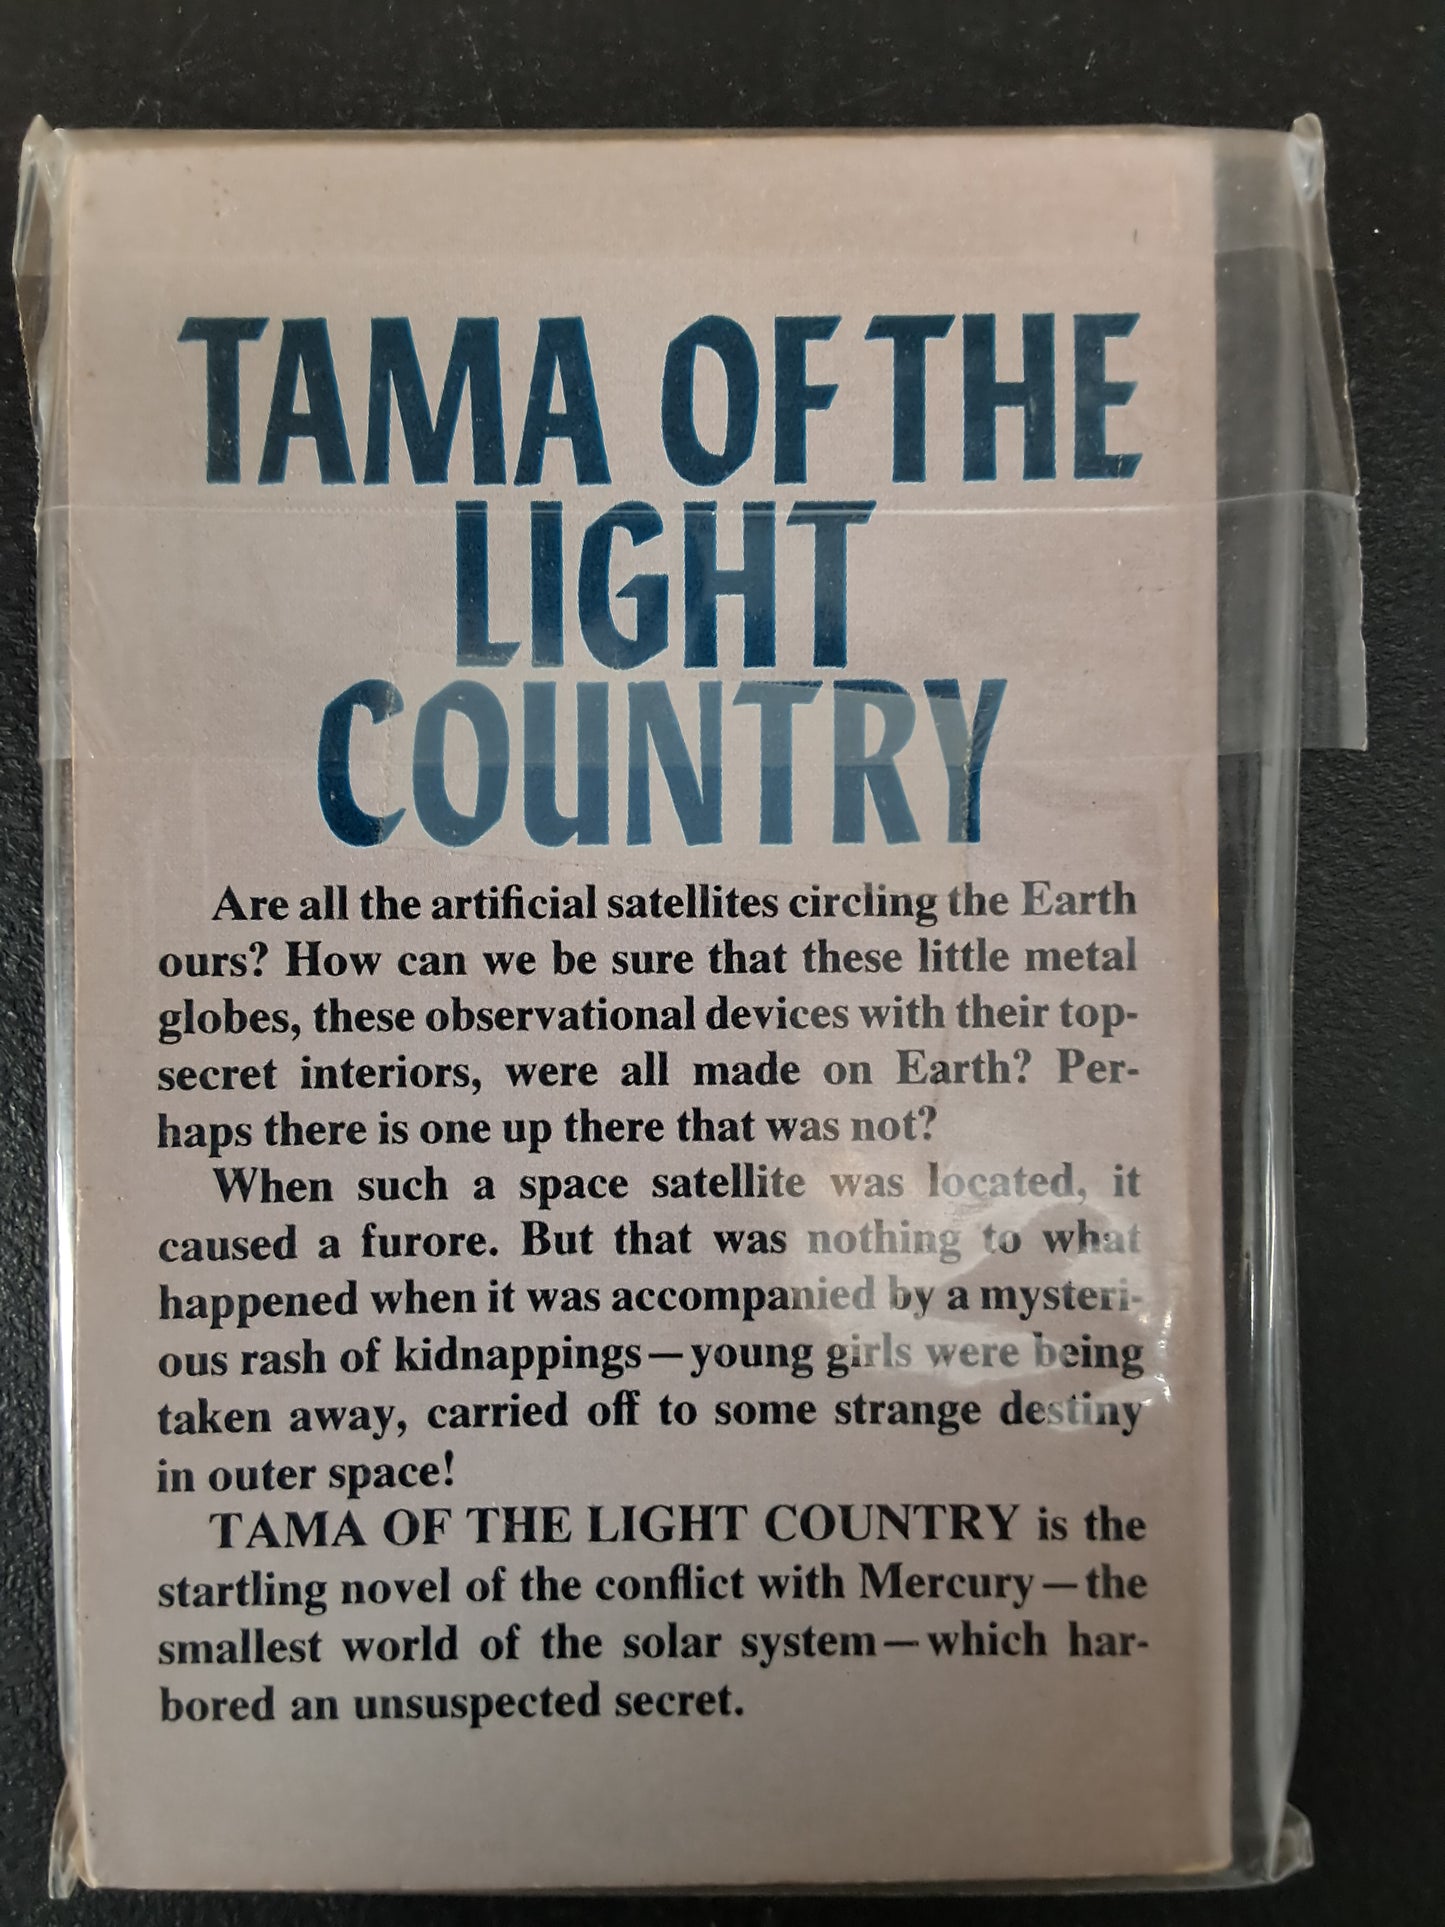 TAMA OF THE
LIGHT
COUNTRY
Are all the artificial satellites circling the Earth
ours? How can we be sure that these little metal
globes, these observational devices with their top-
secret interiors, were all made on Earth? Per-
haps there is one up there that was not?
When such a space satellite was located, it
caused a furore. But that was nothing to what
happened when it was accompanied by a mysteri-
ous rash of kidnappings—young girls were being
taken away, carried off to some strange destiny
in outer space!
TAMA OF THE LIGHT COUNTRY is the
startling novel of the conflict with Mercury—the
smallest world of the solar system—which har-
bored an unsuspected secret.